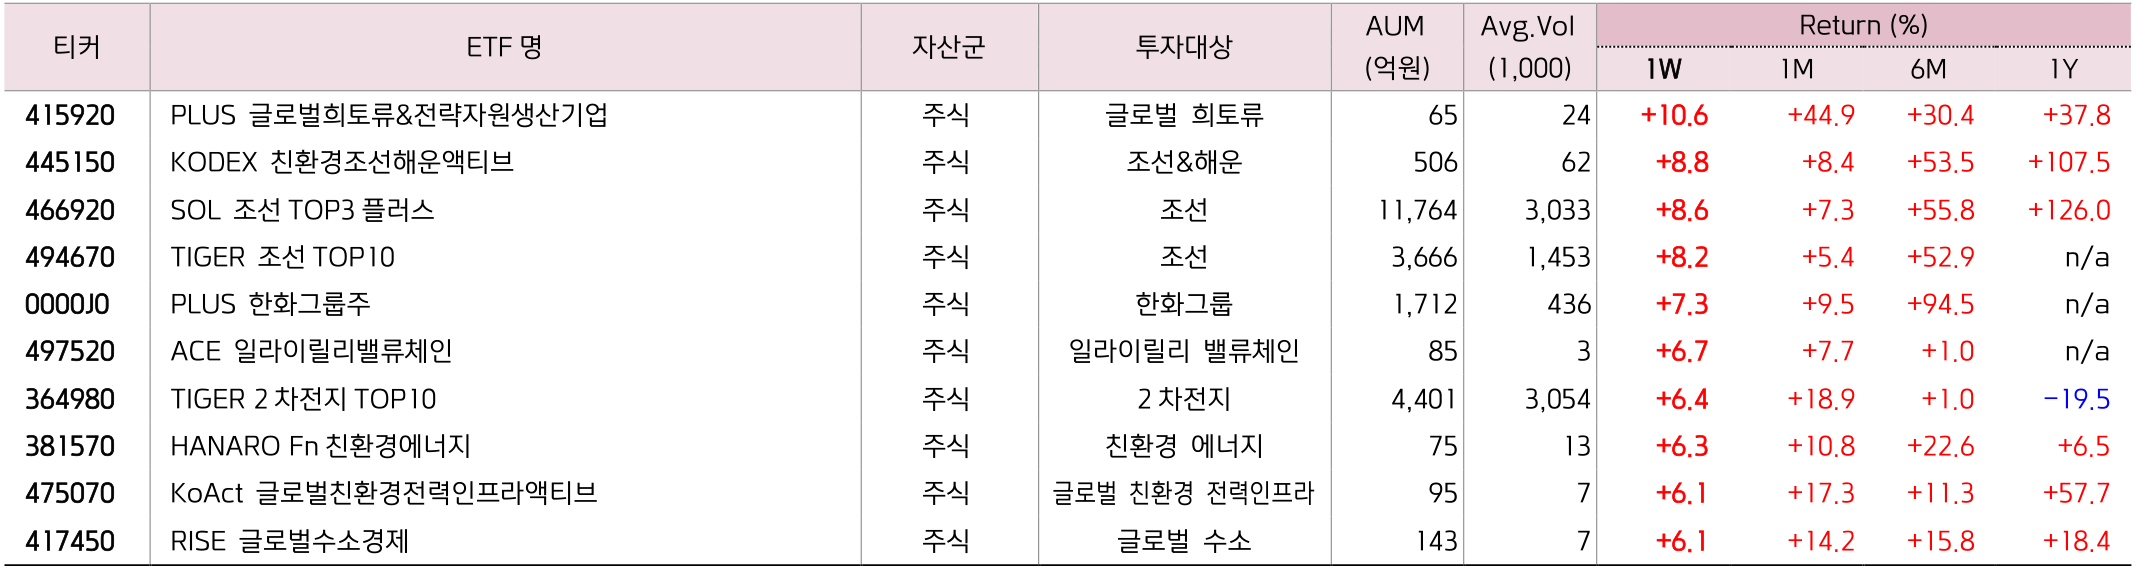 티커 ETF 명 자산군 투자대상 AUM (억원) Avg.Vol (1,000) Return (%)
1W 1M 6M 1Y
415920 PLUS 글로벌희토류&전략자원생산기업 주식 글로벌 희토류 65 24 +10.6 +44.9 +30.4 +37.8
445150 KODEX 친환경조선해운액티브 주식 조선&해운 506 62 +8.8 +8.4 +53.5 +107.5
466920 SOL 조선 TOP3 플러스 주식 조선 11,764 3,033 +8.6 +7.3 +55.8 +126.0
494670 TIGER 조선 TOP10 주식 조선 3,666 1,453 +8.2 +5.4 +52.9 n/a
0000J0 PLUS 한화그룹주 주식 한화그룹 1,712 436 +7.3 +9.5 +94.5 n/a
497520 ACE 일라이릴리밸류체인 주식 일라이릴리 밸류체인 85 3 +6.7 +7.7 +1.0 n/a
364980 TIGER 2 차전지 TOP10 주식 2 차전지 4,401 3,054 +6.4 +18.9 +1.0 -19.5
381570 HANARO Fn 친환경에너지 주식 친환경 에너지 75 13 +6.3 +10.8 +22.6 +6.5
475070 KoAct 글로벌친환경전력인프라액티브 주식 글로벌 친환경 전력인프라 95 7 +6.1 +17.3 +11.3 +57.7
417450 RISE 글로벌수소경제 주식 글로벌 수소 143 7 +6.1 +14.2 +15.8 +18.4